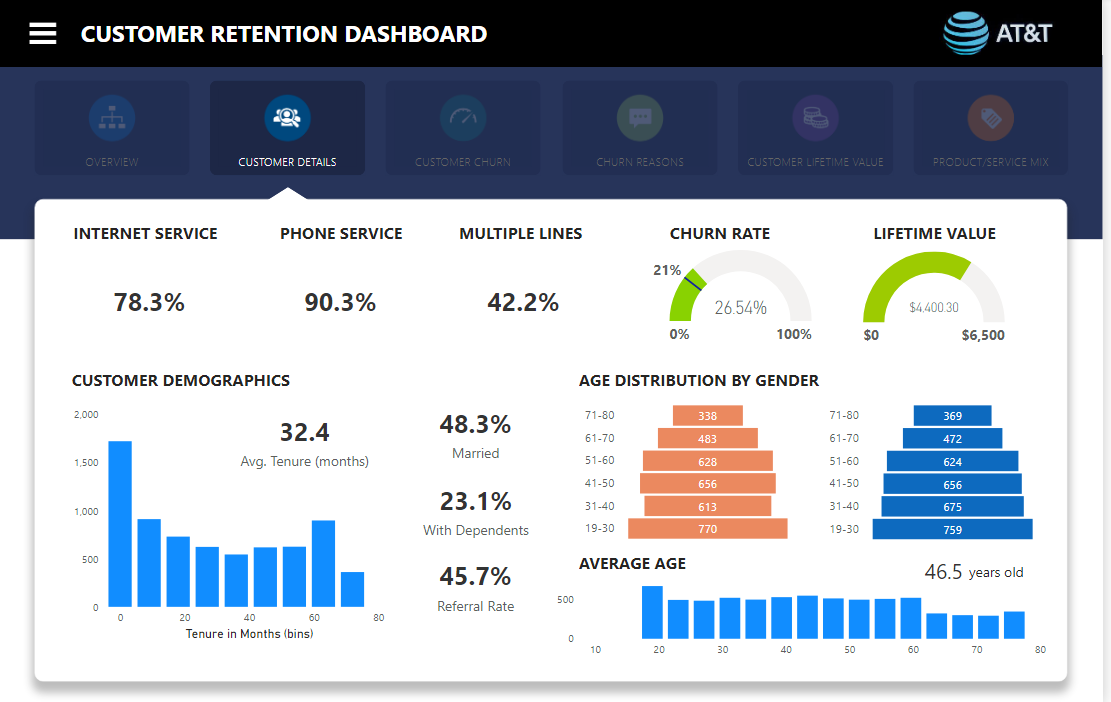 CUSTOMER RETENTION DASHBOARD
AT&T
OVERVIEW
CUSTOMER DETAILS
CUSTOMER CHURN
CHURN REASONS
CUSTOMER LIFETIME VALUE
PRODUCT/SERVICE MIX
INTERNET SERVICE
78.3%
PHONE SERVICE
90.3%
MULTIPLE LINES
42.2%
CHURN RATE
21%
26.54%
0% 100%
LIFETIME VALUE
$4,400.30
$0 $6,500
CUSTOMER DEMOGRAPHICS
2,000
1,500
1,000
500
0
0 20 40 60 80
Tenure in Months (bins)
32.4
Avg. Tenure (months)
48.3%
Married
23.1%
With Dependents
45.7%
Referral Rate
AGE DISTRIBUTION BY GENDER
71-80 338
61-70 483
51-60 628
41-50 656
31-40 613
19-30 770
71-80 369
61-70 472
51-60 624
41-50 656
31-40 675
19-30 759
AVERAGE AGE
46.5 years old
500
0
10 20 30 40 50 60 70 80